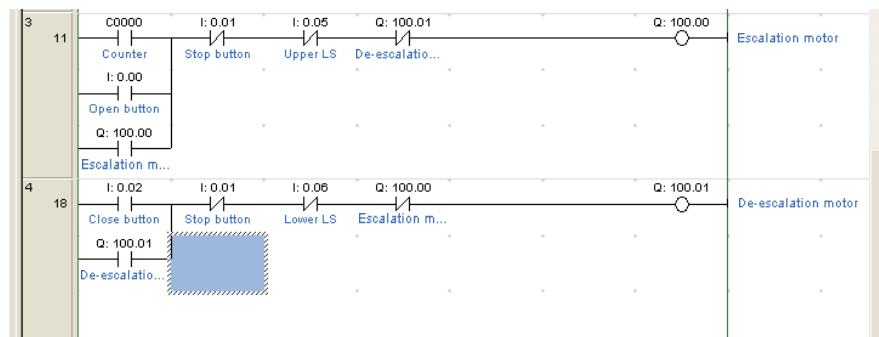 3 C0000 I: 0.01 I: 0.05 Q: 100.01 Q: 100.00
11 Escalation motor
Counter Stop button Upper LS De-escalatio...
I: 0.00
Open button
Q: 100.00
Escalation m...
4 I: 0.02 I: 0.01 I: 0.06 Q: 100.00 Q: 100.01
18 De-escalation motor
Close button Stop button Lower LS Escalation m...
Q: 100.01
De-escalatio...